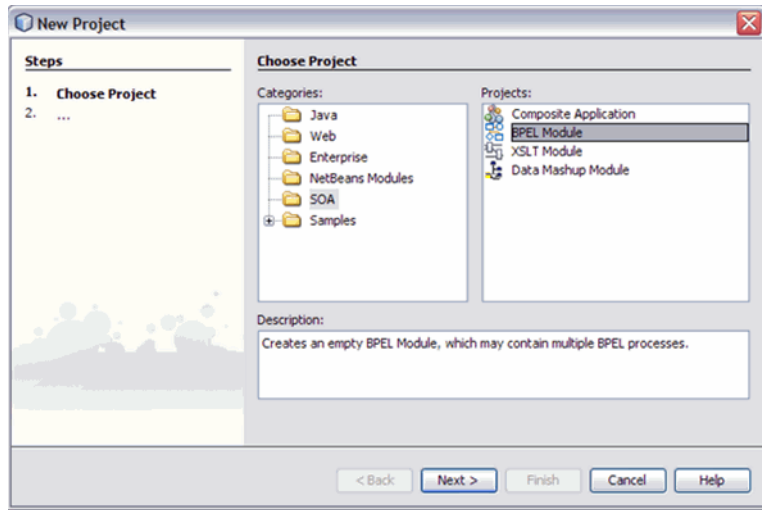 New Project
Steps
1. Choose Project
2. ...
Choose Project
Categories:
Java
Web
Enterprise
NetBeans Modules
SOA
Samples
Projects:
Composite Application
BPEL Module
XSLT Module
Data Mashup Module
Description:
Creates an empty BPEL Module, which may contain multiple BPEL processes.
< Back
Next >
Finish
Cancel
Help